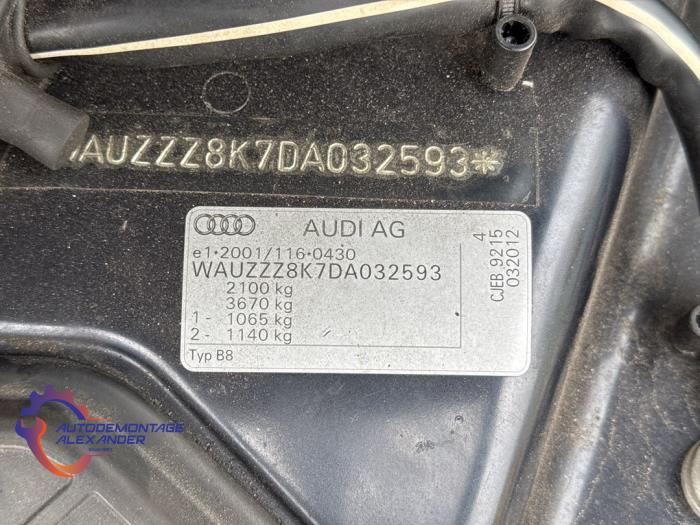 WAUZZZ8K7DA032593*
AUDI AG
e1*2001/116*0430
WAUZZZ8K7DA032593
2100 kg
3670 kg
1 - 1065 kg
2 - 1140 kg
Typ B8
4
CJEB 9215
032012
AUTODEMONTAGE
ALEXANDER